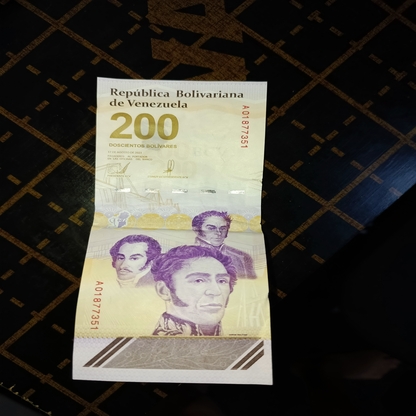 República Bolivariana
de Venezuela
200
DOSCIENTOS BOLÍVARES
A01877351
A01877351